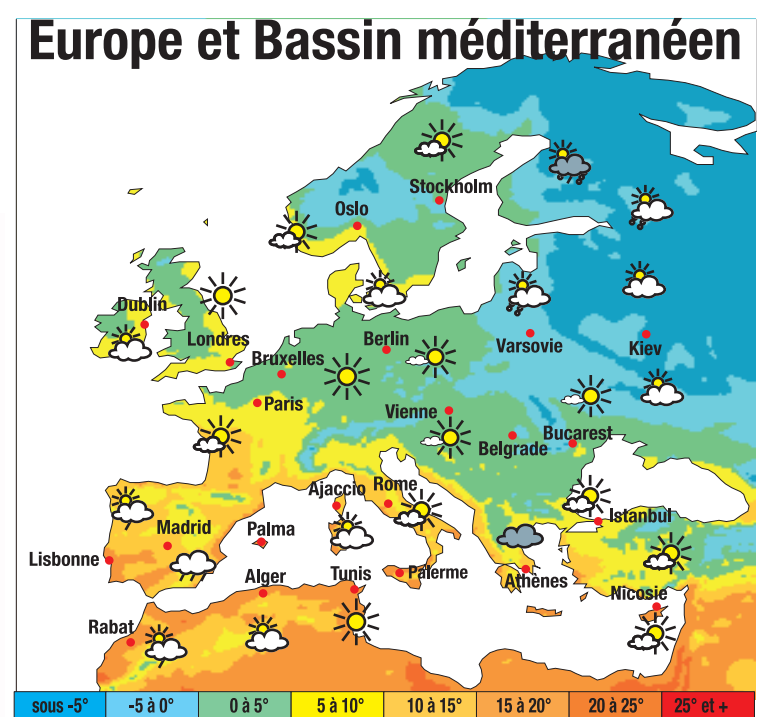 Europe et Bassin méditerranéen
Stockholm
Oslo
Dublin
Londres
Berlin
Varsovie
Kiev
Bruxelles
Paris
Vienne
Bucarest
Belgrade
Ajaccio
Rome
Istanbul
Madrid
Palma
Lisbonne
Alger
Tunis
Palerme
Athènes
Nicosie
Rabat
sous -5° -5 à 0° 0 à 5° 5 à 10° 10 à 15° 15 à 20° 20 à 25° 25° et +